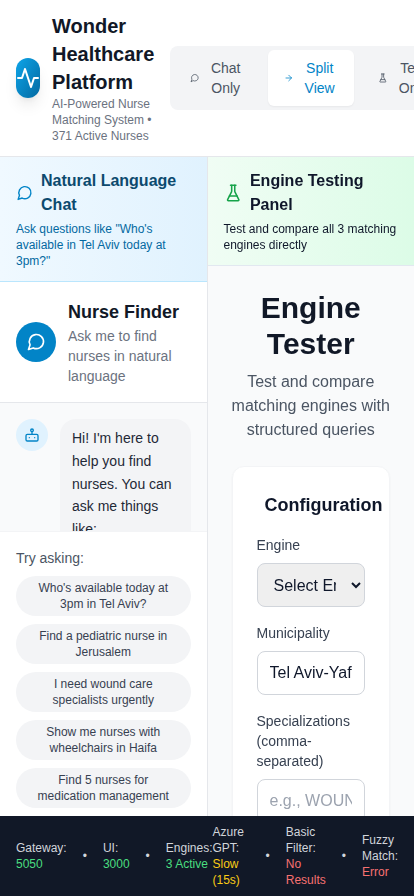 Wonder
Healthcare
Platform
AI-Powered Nurse
Matching System •
371 Active Nurses
Chat
Only
Split
View
Natural Language
Chat
Ask questions like "Who's
available in Tel Aviv today at
3pm?"
Engine Testing
Panel
Test and compare all 3 matching
engines directly
Nurse Finder
Ask me to find
nurses in natural
language
Hi! I'm here to
help you find
nurses. You can
ask me things
like:
Try asking:
Who's available today at
3pm in Tel Aviv?
Find a pediatric nurse in
Jerusalem
I need wound care
specialists urgently
Show me nurses with
wheelchairs in Haifa
Find 5 nurses for
medication management
Engine
Tester
Test and compare
matching engines with
structured queries
Configuration
Engine
Municipality
Tel Aviv-Yaf
Specializations
(comma-
separated)
e.g.,
Gateway:
5050
•
UI:
3000
•
Engines:
3 Active
Azure
GPT:
Slow
(15s)
•
Basic
Filter:
No
Results
•
Fuzzy
Match:
Error